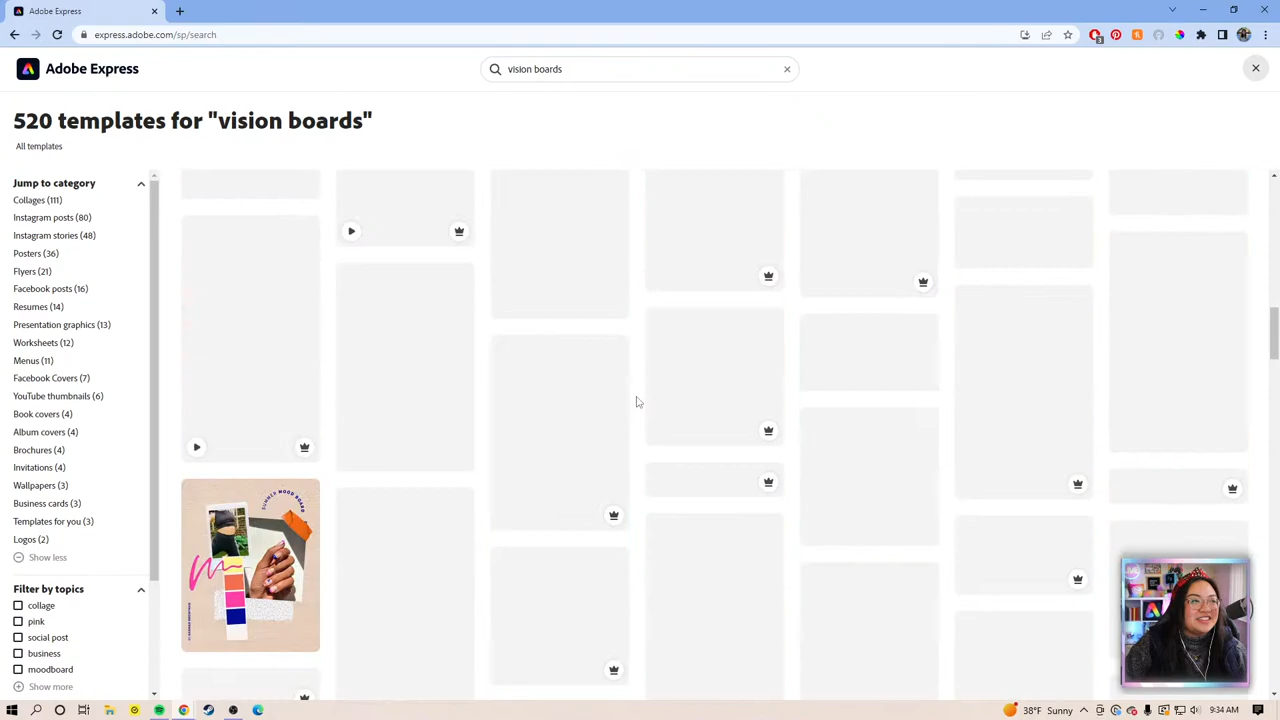 Adobe Express
express.adobe.com/sp/search
3
Adobe Express
vision boards
520 templates for "vision boards"
All templates
Jump to category
Collages (111)
Instagram posts (80)
Instagram stories (48)
Posters (36)
Flyers (21)
Facebook posts (16)
Resumes (14)
Presentation graphics (13)
Worksheets (12)
Menus (11)
Facebook Covers (7)
YouTube thumbnails (6)
Book covers (4)
Album covers (4)
Brochures (4)
Invitations (4)
Wallpapers (3)
Business cards (3)
Templates for you (3)
Logos (2)
Show less
Filter by topics
collage
pink
social post
business
moodboard
Show more
SUMMER MOOD BOARD
38°F Sunny
9:34 AM